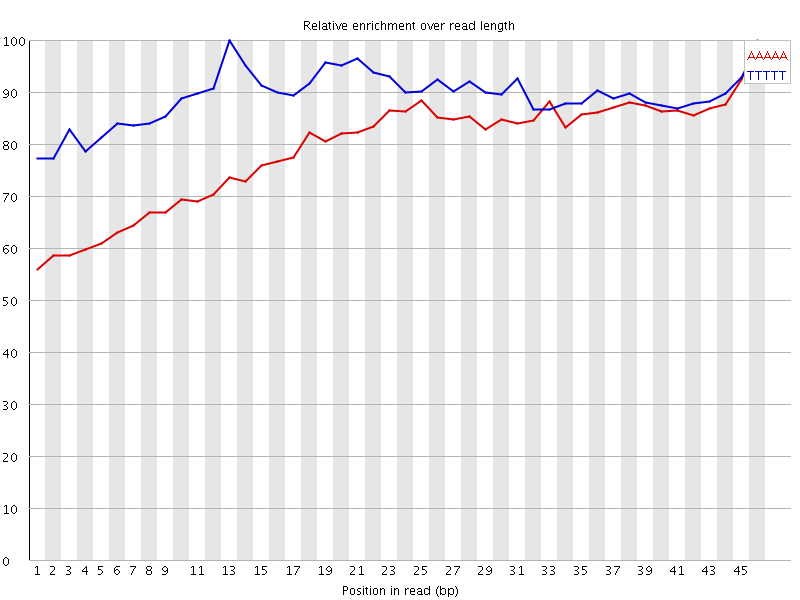 Relative enrichment over read length
100
90
80
70
60
50
40
30
20
10
0
AAAAA
TTTTT
1 2 3 4 5 6 7 8 9 11 13 15 17 19 21 23 25 27 29 31 33 35 37 39 41 43 45
Position in read (bp)